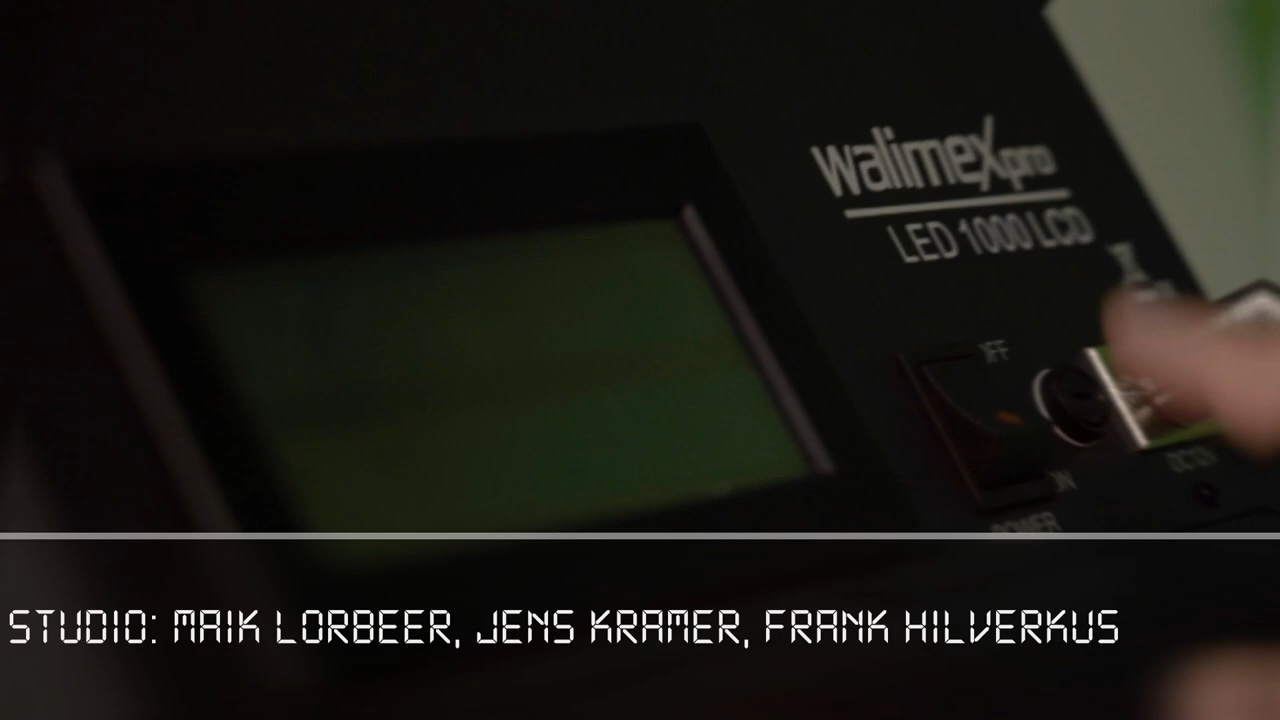 walimex pro
LED 1000 LCD
OFF
ON
POWER
STUDIO: MAIK LORBEER, JENS KRAMER, FRANK HILVERKUS